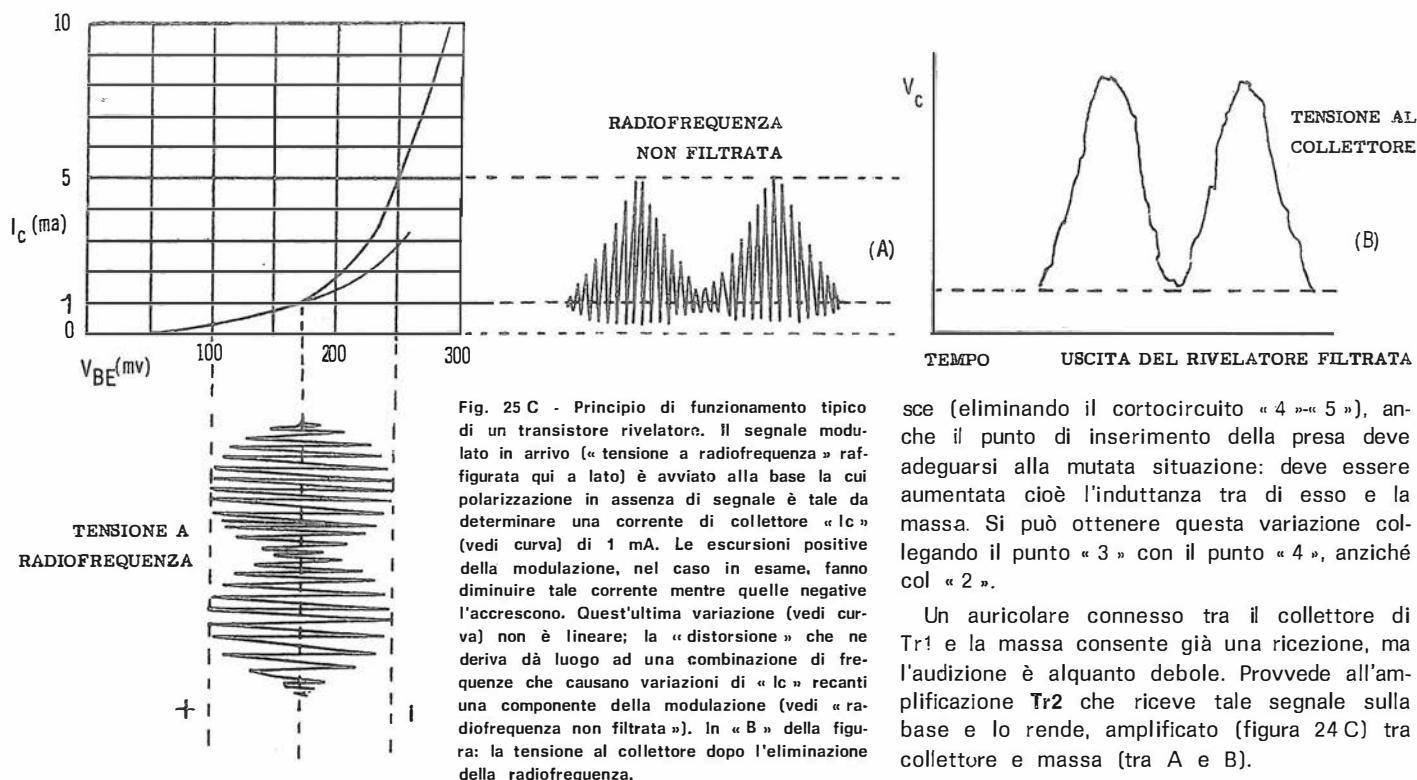 10
5
1
0
I_c (ma)
100
200
300
V_BE (mv)
RADIOFREQUENZA
NON FILTRATA
(A)
V_c
TENSIONE AL
COLLETTORE
(B)
TEMPO
USCITA DEL RIVELATORE FILTRATA
TENSIONE A
RADIOFREQUENZA
+
Fig. 25 C - Principio di funzionamento tipico
di un transistore rivelatore. Il segnale modu-
lato in arrivo (« tensione a radiofrequenza » raf-
figurata qui a lato) è avviato alla base la cui
polarizzazione in assenza di segnale è tale da
determinare una corrente di collettore « Ic »
(vedi curva) di 1 mA. Le escursioni positive
della modulazione, nel caso in esame, fanno
diminuire tale corrente mentre quelle negative
l'accrescono. Quest'ultima variazione (vedi cur-
va) non è lineare; la « distorsione » che ne
deriva dà luogo ad una combinazione di fre-
quenze che causano variazioni di « Ic » recanti
una componente della modulazione (vedi « ra-
diofrequenza non filtrata »). In « B » della figu-
ra: la tensione al collettore dopo l'eliminazione
della radiofrequenza.
sce (eliminando il cortocircuito « 4 »-« 5 »), an-
che il punto di inserimento della presa deve
adeguarsi alla mutata situazione: deve essere
aumentata cioè l'induttanza tra di esso e la
massa. Si può ottenere questa variazione col-
legando il punto « 3 » con il punto « 4 », anziché
col « 2 ».
Un auricolare connesso tra il collettore di
Tr1 e la massa consente già una ricezione, ma
l'audizione è alquanto debole. Provvede all'am-
plificazione Tr2 che riceve tale segnale sulla
base e lo rende, amplificato (figura 24 C) tra
collettore e massa (tra A e B).